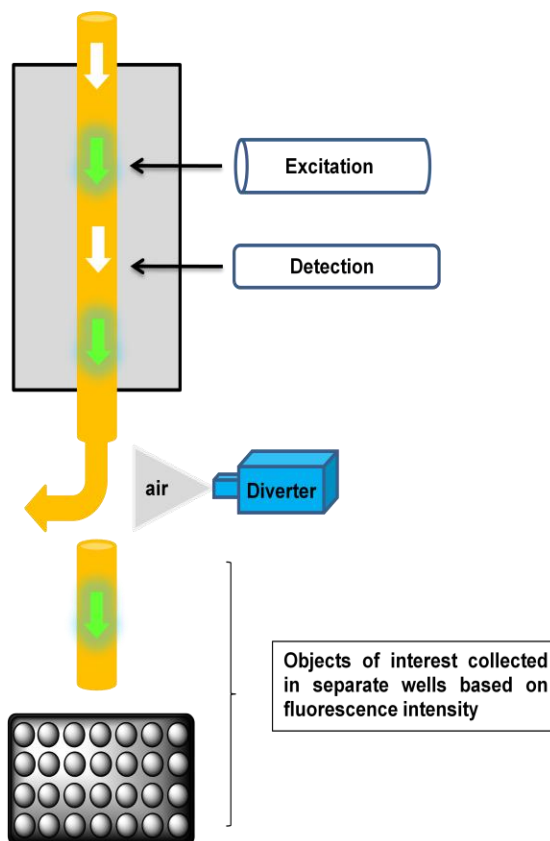 Excitation
Detection
air
Diverter
Objects of interest collected
in separate wells based on
fluorescence intensity